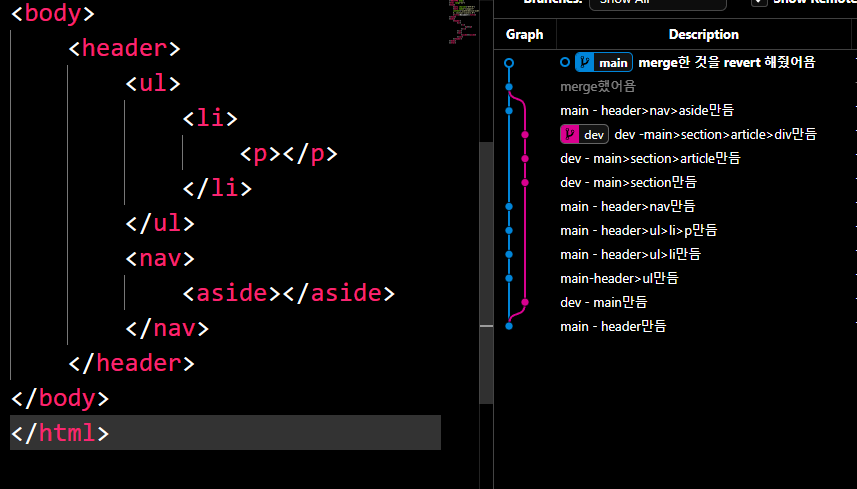 <body>
<header>
<ul>
<li>
<p></p>
</li>
</ul>
<nav>
<aside></aside>
</nav>
</header>
</body>
</html>
Branches: Show All Show Remote
Graph Description
main merge한 것을 revert 해줬어욤
merge했어욤
main - header>nav>aside만듬
dev dev -main>section>article>div만듬
dev - main>section>article만듬
dev - main>section만듬
main - header>nav만듬
main - header>ul>li>p만듬
main - header>ul>li만듬
main-header>ul만듬
dev - main만듬
main - header만듬